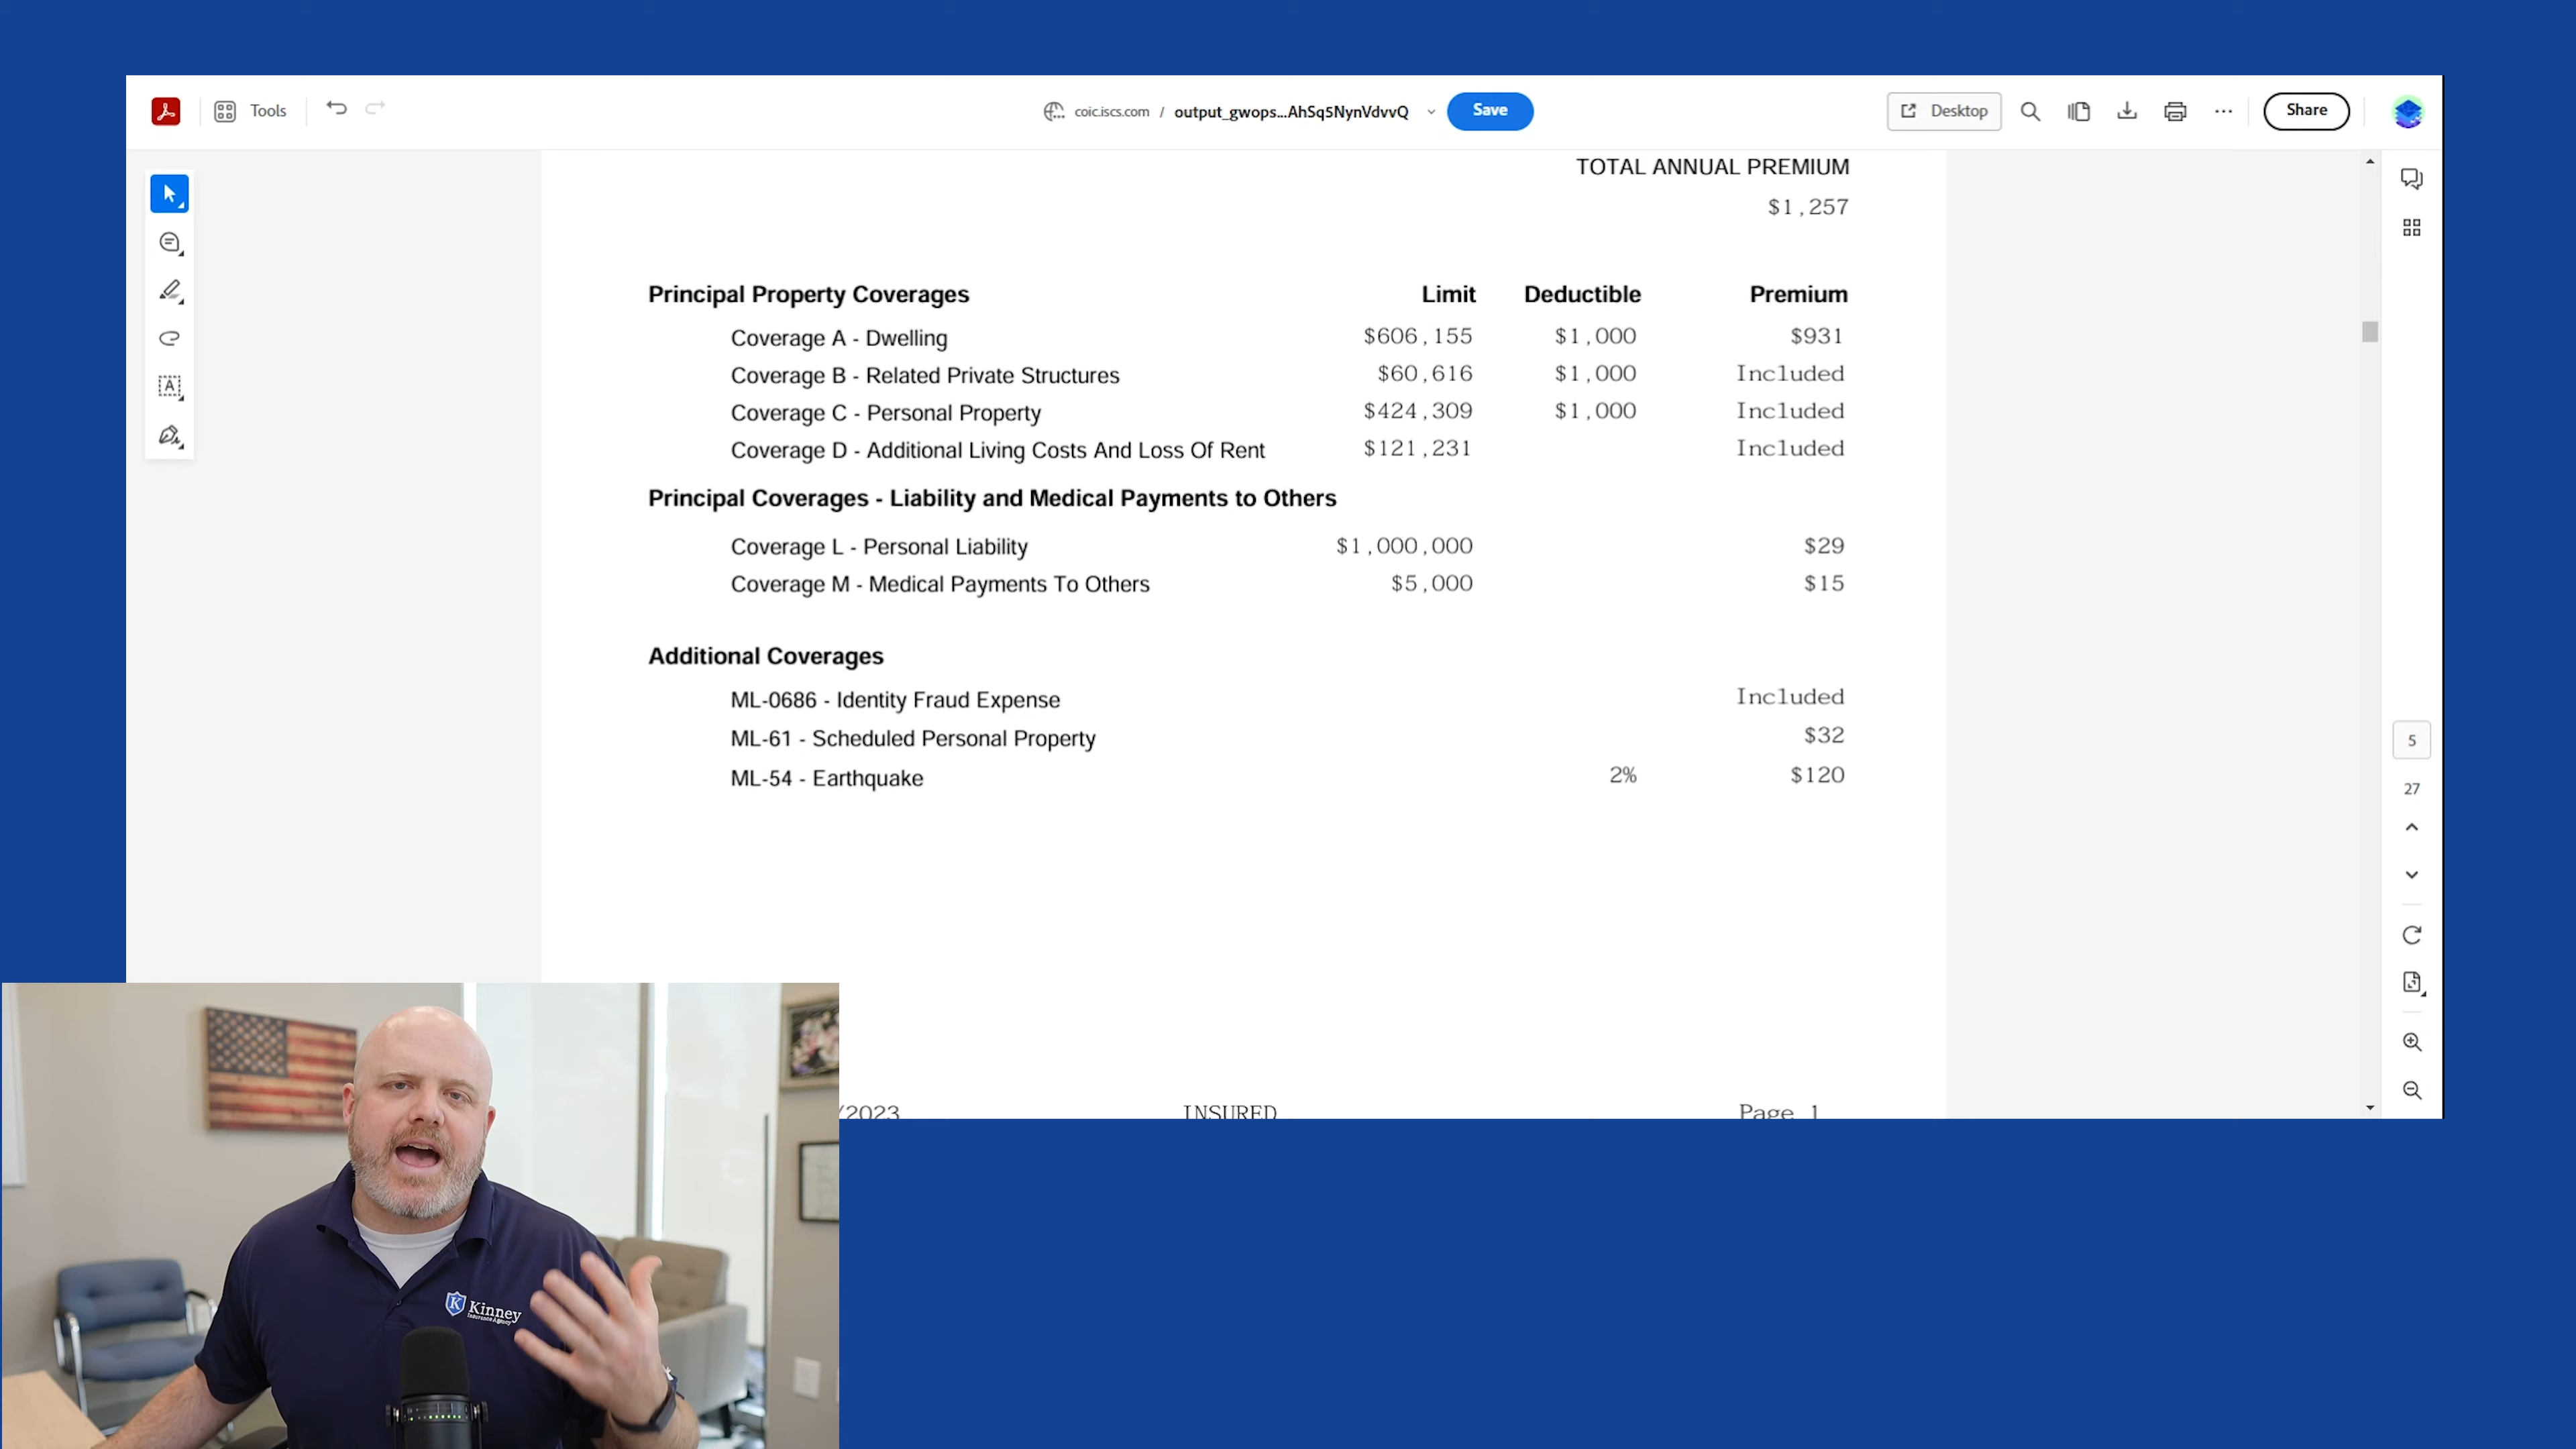 Tools
coic.iscs.com / output_gwops...AhSq5NynVdvvQ
Save
Desktop
Share
TOTAL ANNUAL PREMIUM
$1,257
Principal Property Coverages Limit Deductible Premium
Coverage A - Dwelling $606,155 $1,000 $931
Coverage B - Related Private Structures $60,616 $1,000 Included
Coverage C - Personal Property $424,309 $1,000 Included
Coverage D - Additional Living Costs And Loss Of Rent $121,231 Included
Principal Coverages - Liability and Medical Payments to Others
Coverage L - Personal Liability $1,000,000 $29
Coverage M - Medical Payments To Others $5,000 $15
Additional Coverages
ML-0686 - Identity Fraud Expense Included
ML-61 - Scheduled Personal Property $32
ML-54 - Earthquake 2% $120
5
27
/2023 INSURED Page 1
K Kinney
Insurance Agency